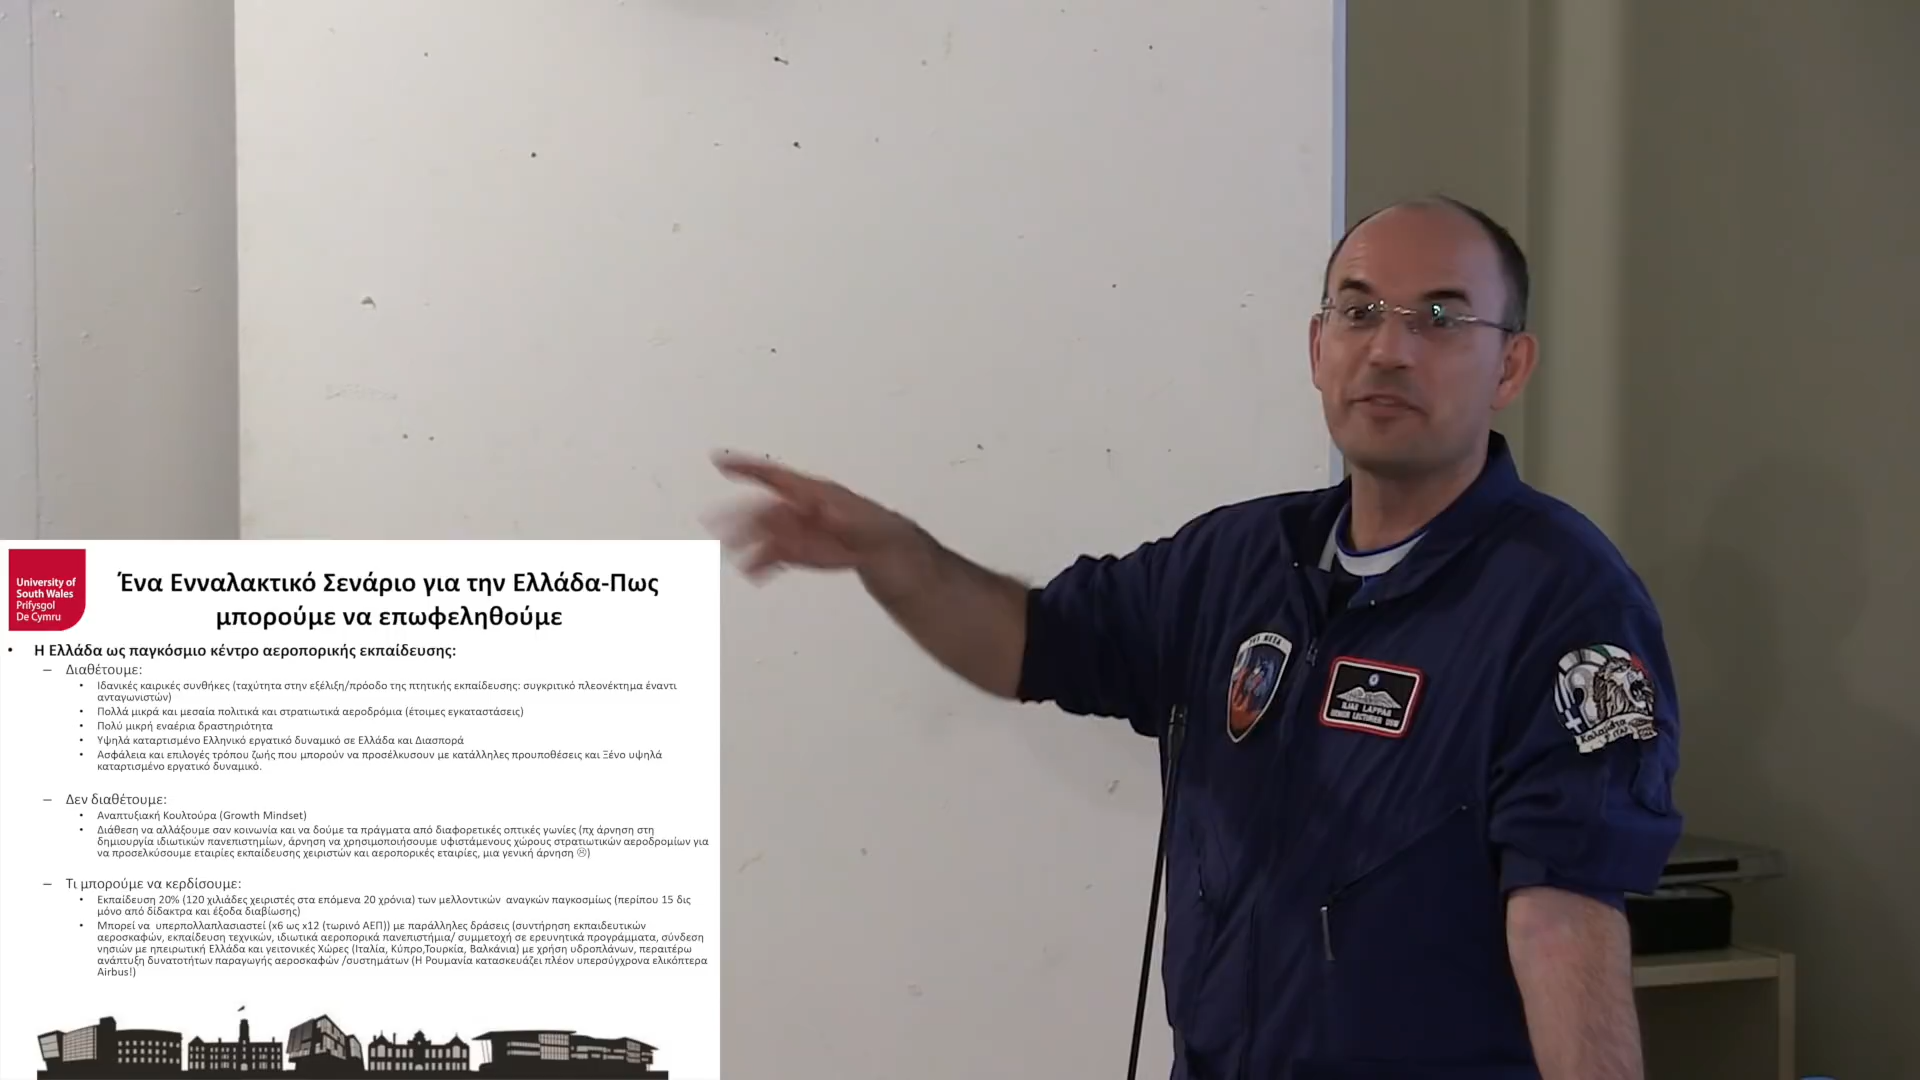 University of
South Wales
Prifysgol
De Cymru
Ένα Ενναλακτικό Σενάριο για την Ελλάδα-Πως
μπορούμε να επωφεληθούμε
• Η Ελλάδα ως παγκόσμιο κέντρο αεροπορικής εκπαίδευσης:
– Διαθέτουμε:
• Ιδανικές καιρικές συνθήκες (ταχύτητα στην εξέλιξη/πρόοδο της πτητικής εκπαίδευσης: συγκριτικό πλεονέκτημα έναντι
ανταγωνιστών)
• Πολλά μικρά και μεσαία πολιτικά και στρατιωτικά αεροδρόμια (έτοιμες εγκαταστάσεις)
• Πολύ μικρή εναέρια δραστηριότητα
• Υψηλά καταρτισμένο Ελληνικό εργατικό δυναμικό σε Ελλάδα και Διασπορά
• Ασφάλεια και επιλογές τρόπου ζωής που μπορούν να προσέλκυσουν με κατάλληλες προυποθέσεις και Ξένο υψηλά
καταρτισμένο εργατικό δυναμικό.
– Δεν διαθέτουμε:
• Αναπτυξιακή Κουλτούρα (Growth Mindset)
• Διάθεση να αλλάξουμε σαν κοινωνία και να δούμε τα πράγματα από διαφορετικές οπτικές γωνίες (πχ άρνηση στη
δημιουργία ιδιωτικών πανεπιστημίων, άρνηση να χρησιμοποιήσουμε υφιστάμενους χώρους στρατιωτικών αεροδρομίων για
να προσελκύσουμε εταιρίες εκπαίδευσης χειριστών και αεροπορικές εταιρίες, μια γενική άρνηση ☹)
– Τι μπορούμε να κερδίσουμε:
• Εκπαίδευση 20% (120 χιλιάδες χειριστές στα επόμενα 20 χρόνια) των μελλοντικών αναγκών παγκοσμίως (περίπου 15 δις
μόνο από δίδακτρα και έξοδα διαβίωσης)
• Μπορεί να υπερπολλαπλασιαστεί (x6 ως x12 (τωρινό ΑΕΠ)) με παράλληλες δράσεις (συντήρηση εκπαιδευτικών
αεροσκαφών, εκπαίδευση τεχνικών, ιδιωτικά αεροπορικά πανεπιστήμια/ συμμετοχή σε ερευνητικά προγράμματα, σύνδεση
νησιών με ηπειρωτική Ελλάδα και γειτονικές Χώρες (Ιταλία, Κύπρο,Τουρκία, Βαλκάνια) με χρήση υδροπλάνων, περαιτέρω
ανάπτυξη δυνατοτήτων παραγωγής αεροσκαφών /συστημάτων (Η Ρουμανία κατασκευάζει πλέον υπερσύγχρονα ελικόπτερα
Airbus!)
ILIAS LAPPAS
SENIOR LECTURER USW
Καλαμάτα